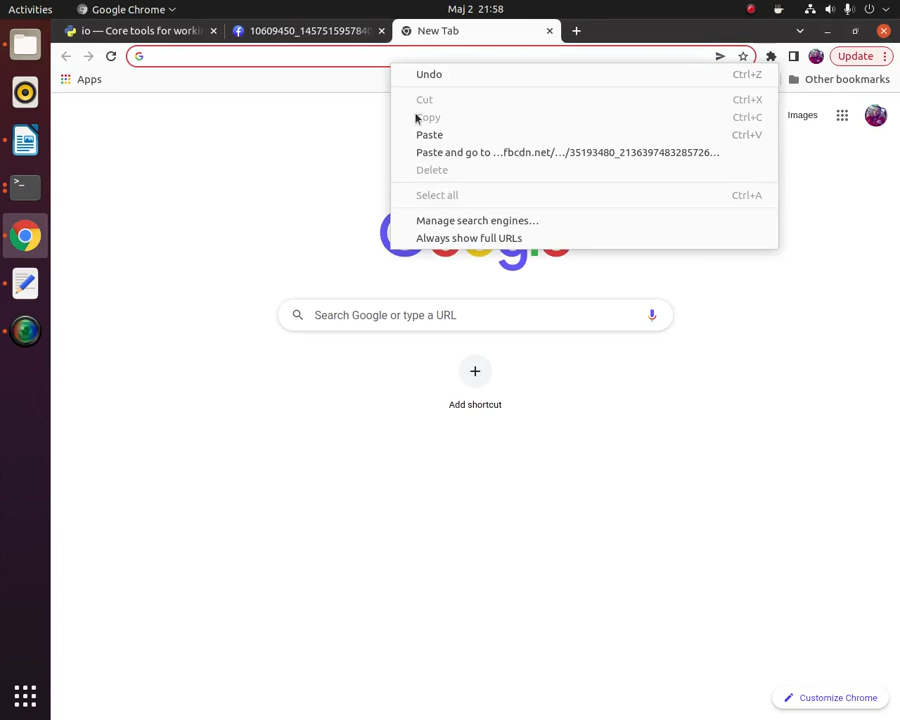 Activities
Google Chrome
Maj 2 21:58
io — Core tools for workin
10609450_1457515957840
New Tab
Update
Apps
Other bookmarks
Images
Undo Ctrl+Z
Cut Ctrl+X
Copy Ctrl+C
Paste Ctrl+V
Paste and go to …fbcdn.net/…/35193480_2136397483285726…
Delete
Select all Ctrl+A
Manage search engines…
Always show full URLs
Search Google or type a URL
Add shortcut
Customize Chrome